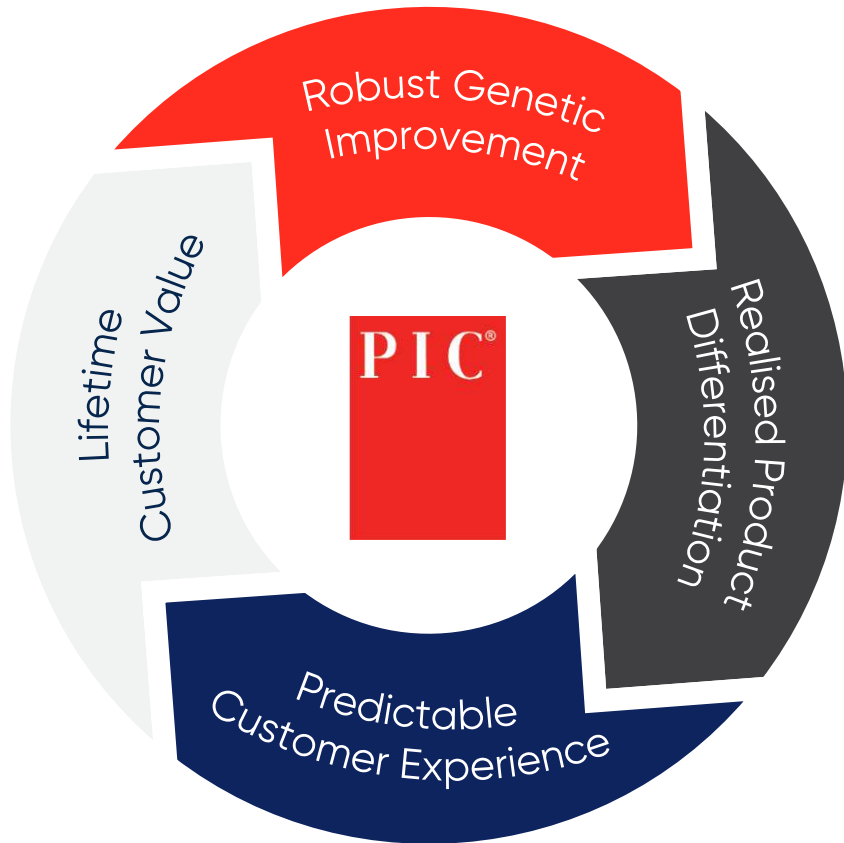 Robust Genetic
Improvement
Realised Product
Differentiation
Predictable
Customer Experience
Lifetime
Customer Value
PIC®